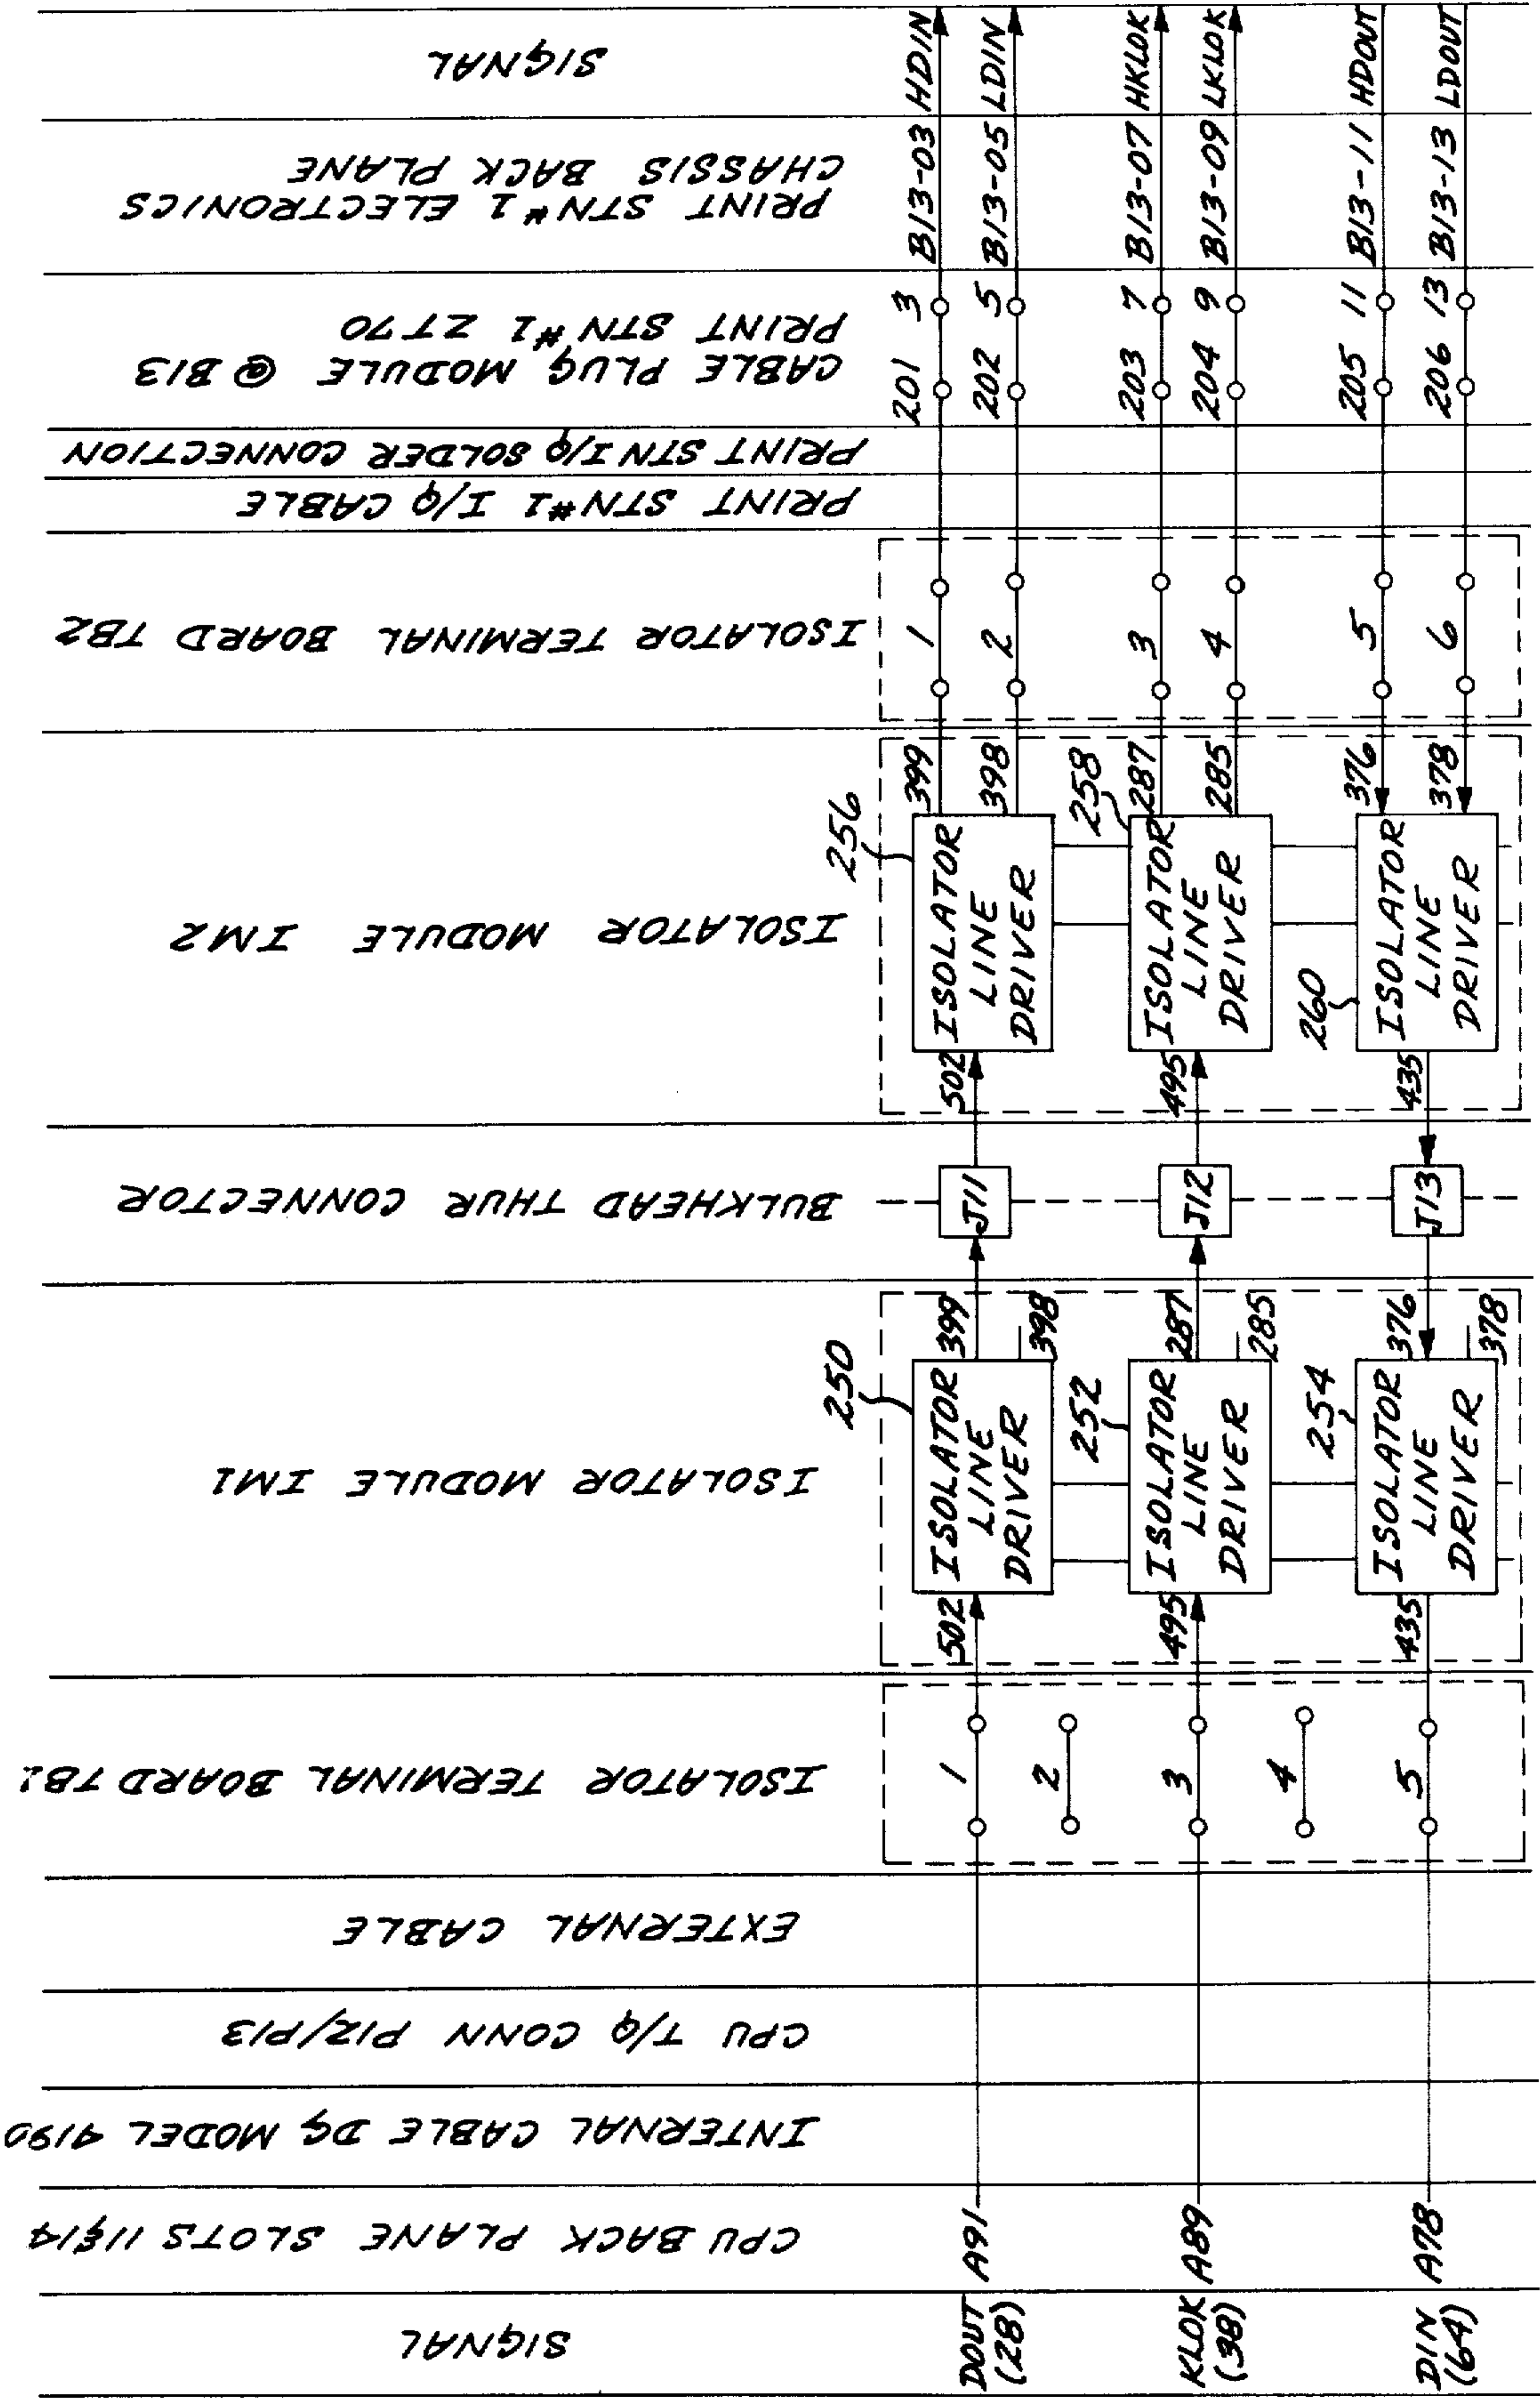 SIGNAL
DOUT
(28)
KLOK
(38)
DIN
(64)
CPU BACK PLANE SLOTS 11&14
A91
A89
A78
INTERNAL CABLE DG MODEL 4190
CPU T/Q CONN P12/P13
EXTERNAL CABLE
ISOLATOR TERMINAL BOARD TB1
1
2
3
4
5
ISOLATOR MODULE IM1
250
502
ISOLATOR
LINE
DRIVER
399
398
252
495
ISOLATOR
LINE
DRIVER
287
285
254
435
ISOLATOR
LINE
DRIVER
376
378
BULKHEAD THUR CONNECTOR
J11
J12
J13
ISOLATOR MODULE IM2
256
502
ISOLATOR
LINE
DRIVER
399
398
258
495
ISOLATOR
LINE
DRIVER
287
285
260
435
ISOLATOR
LINE
DRIVER
376
378
ISOLATOR TERMINAL BOARD TB2
1
2
3
4
5
6
PRINT STN#1 I/Q CABLE
PRINT STN I/Q SOLDER CONNECTION
CABLE PLUG MODULE @ B13
PRINT STN#1 ZT70
201 3
202 5
203 7
204 9
205 11
206 13
PRINT STN#1 ELECTRONICS
CHASSIS BACK PLANE
B13-03
B13-05
B13-07
B13-09
B13-11
B13-13
SIGNAL
HDIN
LDIN
HKLOK
LKLOK
HDOUT
LDOUT